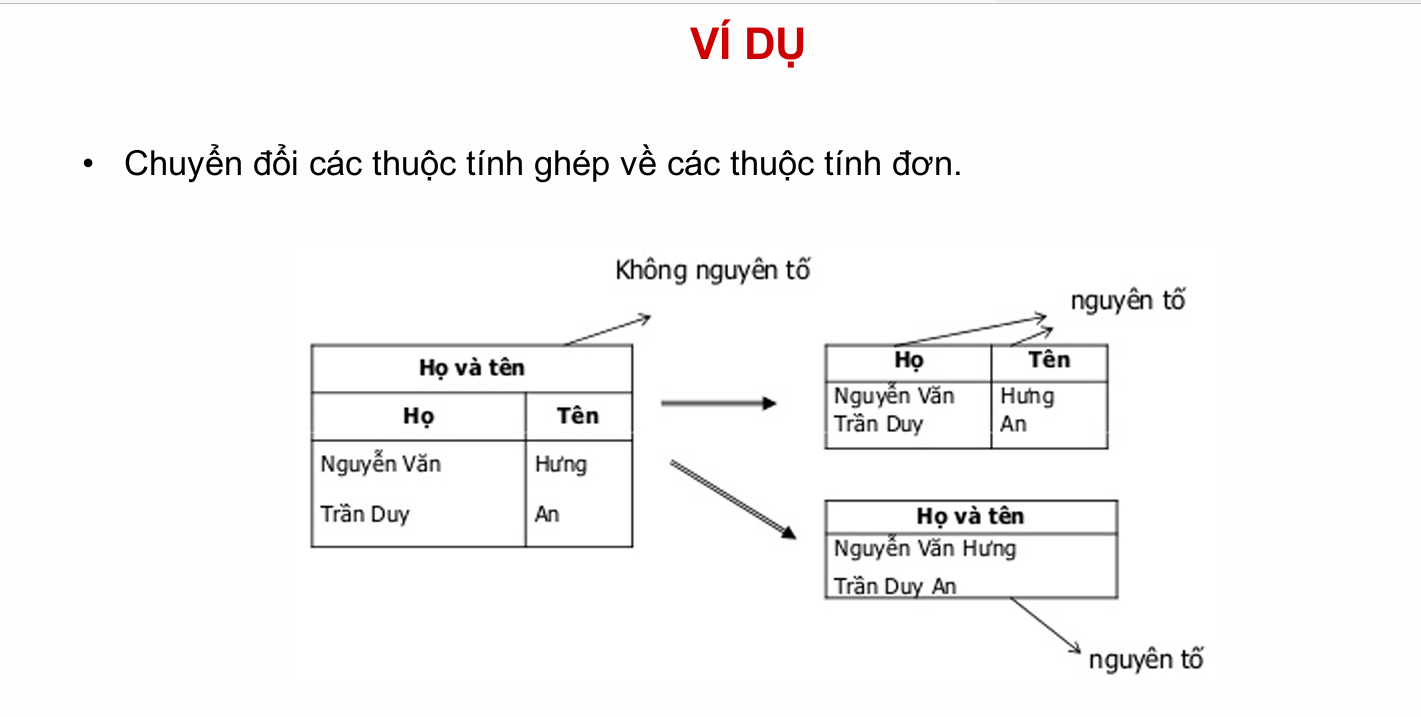 VÍ DỤ
• Chuyển đổi các thuộc tính ghép về các thuộc tính đơn.
Không nguyên tố
Họ và tên
Họ Tên
Nguyễn Văn Hưng
Trần Duy An
nguyên tố
Họ Tên
Nguyễn Văn Hưng
Trần Duy An
Họ và tên
Nguyễn Văn Hưng
Trần Duy An
nguyên tố